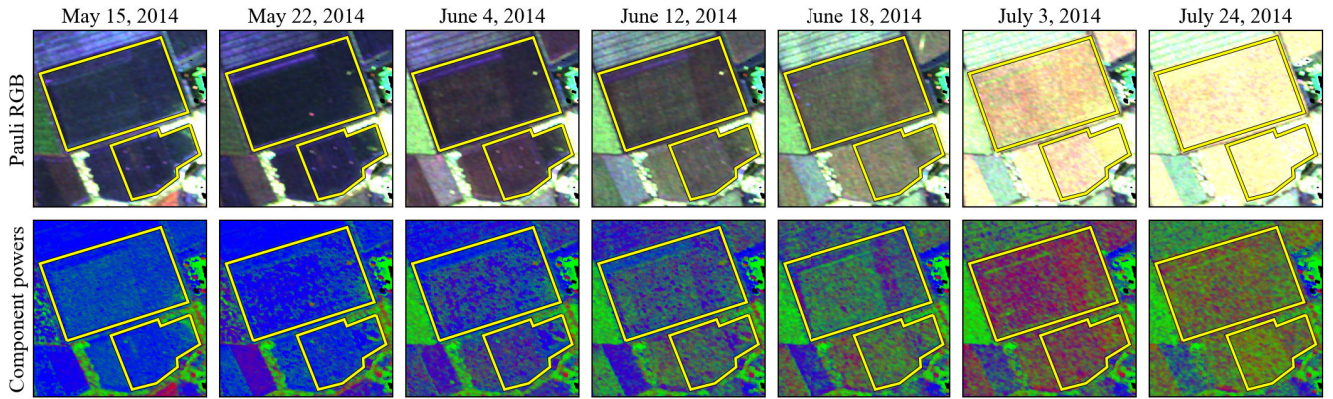 May 15, 2014 May 22, 2014 June 4, 2014 June 12, 2014 June 18, 2014 July 3, 2014 July 24, 2014
Pauli RGB
Component powers